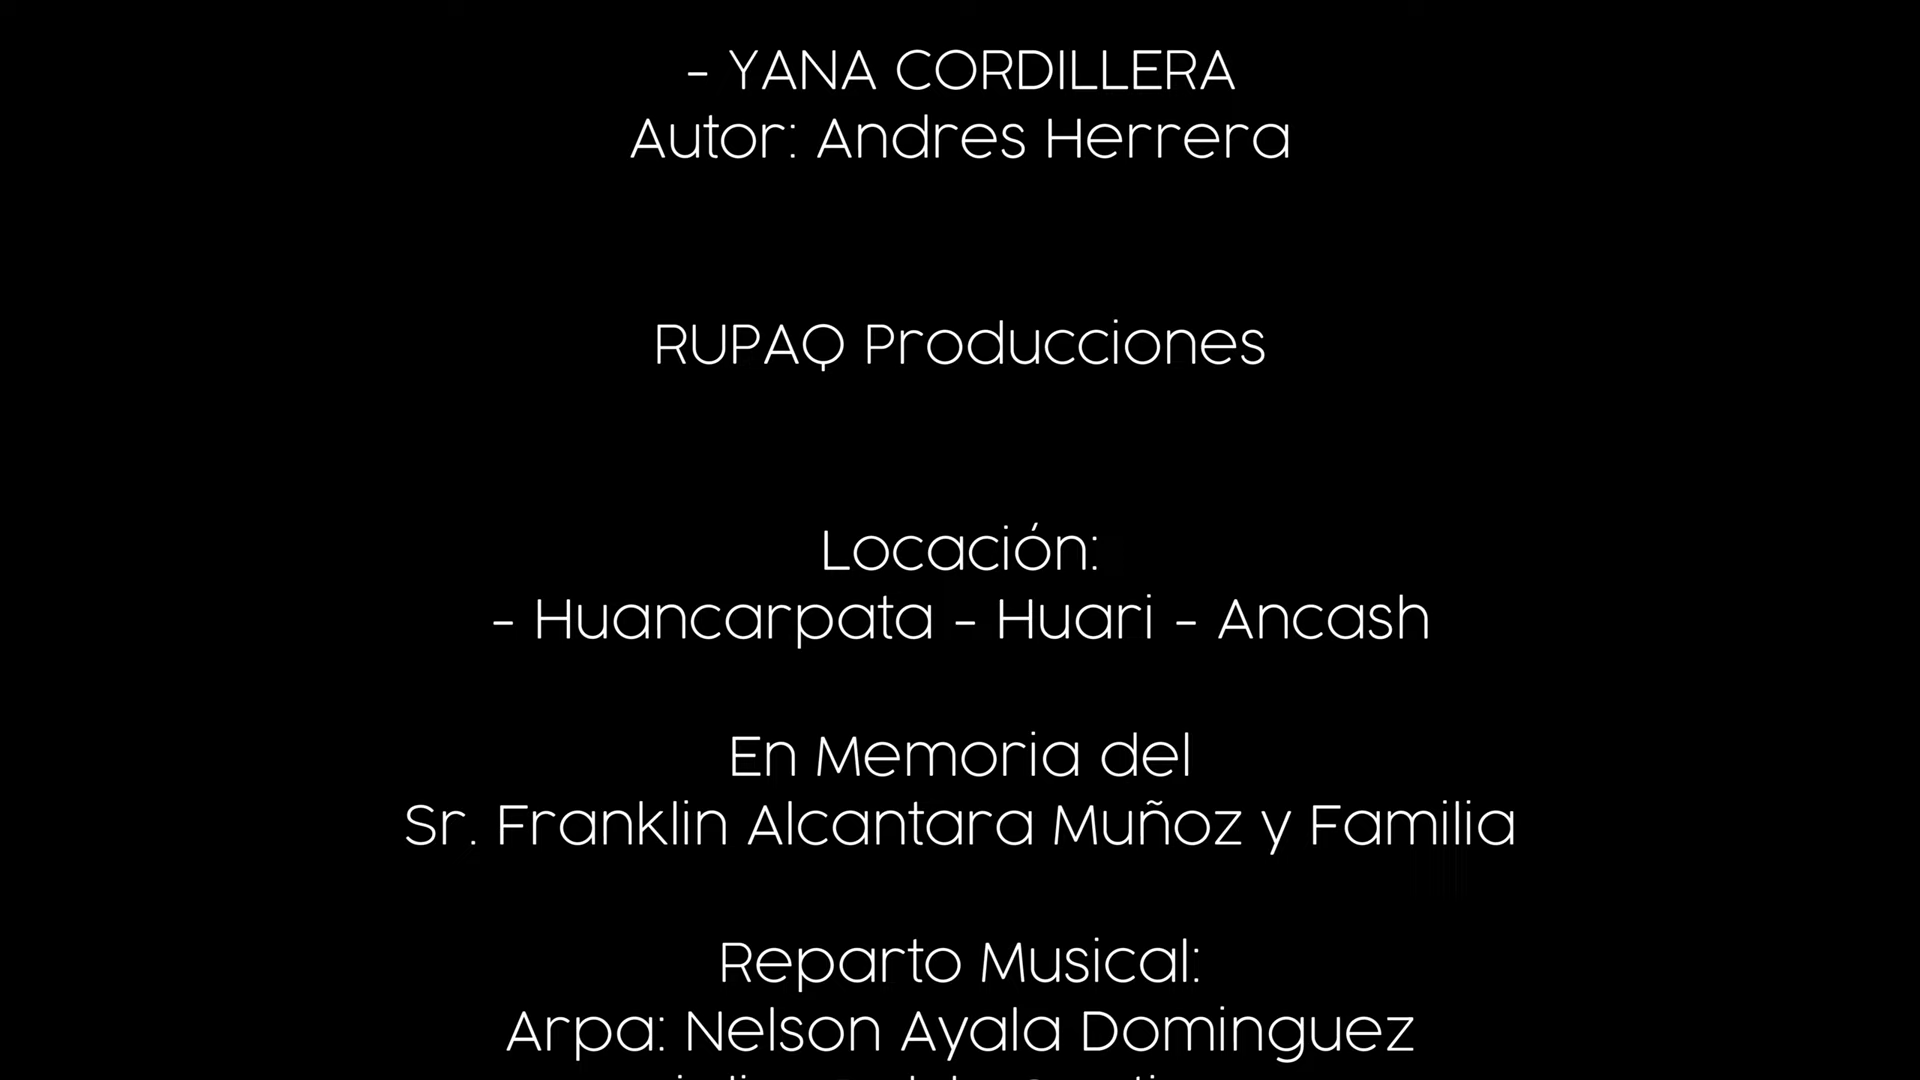 - YANA CORDILLERA
Autor: Andres Herrera
RUPAQ Producciones
Locación:
- Huancarpata - Huari - Ancash
En Memoria del
Sr. Franklin Alcantara Muñoz y Familia
Reparto Musical:
Arpa: Nelson Ayala Dominguez